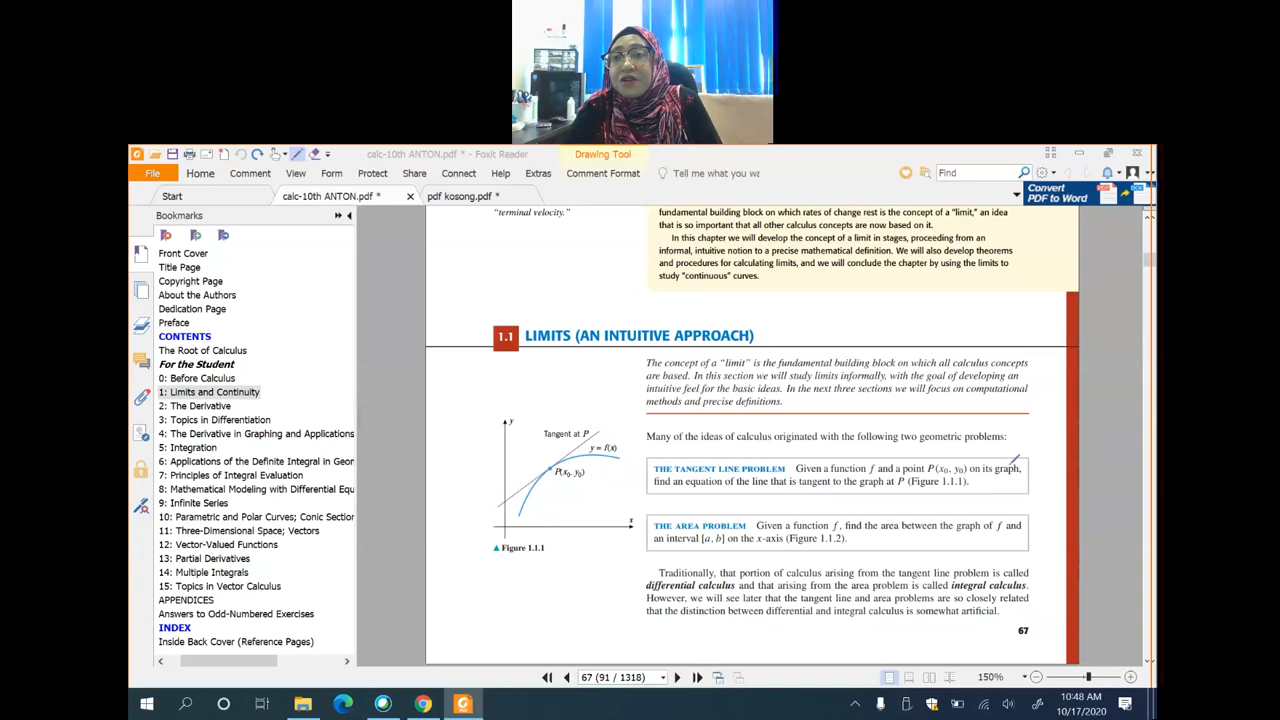 calc-10th ANTON.pdf * - Foxit Reader
Drawing Tool
File
Home
Comment
View
Form
Protect
Share
Connect
Help
Extras
Comment Format
Tell me what you wa
Find
Start
calc-10th ANTON.pdf *
pdf kosong.pdf *
Convert
PDF to Word
Bookmarks
Front Cover
Title Page
Copyright Page
About the Authors
Dedication Page
Preface
CONTENTS
The Root of Calculus
For the Student
0: Before Calculus
1: Limits and Continuity
2: The Derivative
3: Topics in Differentiation
4: The Derivative in Graphing and Applications
5: Integration
6: Applications of the Definite Integral in Geor
7: Principles of Integral Evaluation
8: Mathematical Modeling with Differential Equ
9: Infinite Series
10: Parametric and Polar Curves; Conic Section
11: Three-Dimensional Space; Vectors
12: Vector-Valued Functions
13: Partial Derivatives
14: Multiple Integrals
15: Topics in Vector Calculus
APPENDICES
Answers to Odd-Numbered Exercises
INDEX
Inside Back Cover (Reference Pages)
"terminal velocity."
fundamental building block on which rates of change rest is the concept of a "limit," an idea
that is so important that all other calculus concepts are now based on it.
In this chapter we will develop the concept of a limit in stages, proceeding from an
informal, intuitive notion to a precise mathematical definition. We will also develop theorems
and procedures for calculating limits, and we will conclude the chapter by using the limits to
study "continuous" curves.
1.1 LIMITS (AN INTUITIVE APPROACH)
The concept of a "limit" is the fundamental building block on which all calculus concepts
are based. In this section we will study limits informally, with the goal of developing an
intuitive feel for the basic ideas. In the next three sections we will focus on computational
methods and precise definitions.
y
Tangent at P
y = f(x)
P(x₀, y₀)
x
▲ Figure 1.1.1
Many of the ideas of calculus originated with the following two geometric problems:
THE TANGENT LINE PROBLEM Given a function f and a point P(x₀, y₀) on its graph,
find an equation of the line that is tangent to the graph at P (Figure 1.1.1).
THE AREA PROBLEM Given a function f, find the area between the graph of f and
an interval [a, b] on the x-axis (Figure 1.1.2).
Traditionally, that portion of calculus arising from the tangent line problem is called
differential calculus and that arising from the area problem is called integral calculus.
However, we will see later that the tangent line and area problems are so closely related
that the distinction between differential and integral calculus is somewhat artificial.
67
67 (91 / 1318)
150%
10:48 AM
10/17/2020